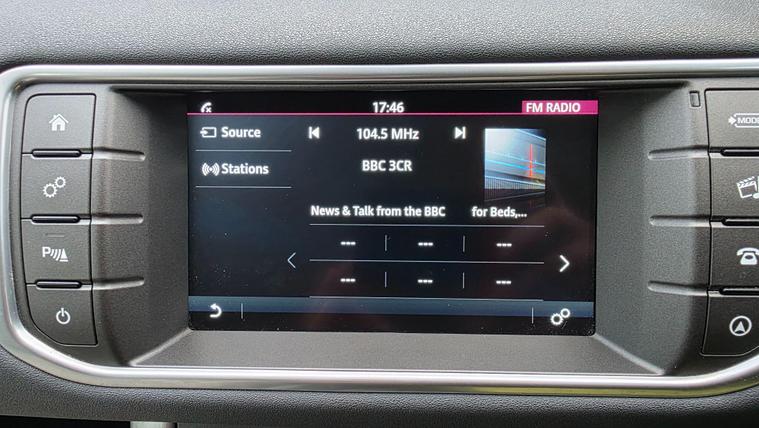 17:46
FM RADIO
Source
104.5 MHz
Stations
BBC 3CR
News & Talk from the BBC for Beds,...
--- --- ---
--- --- ---
MODE
P